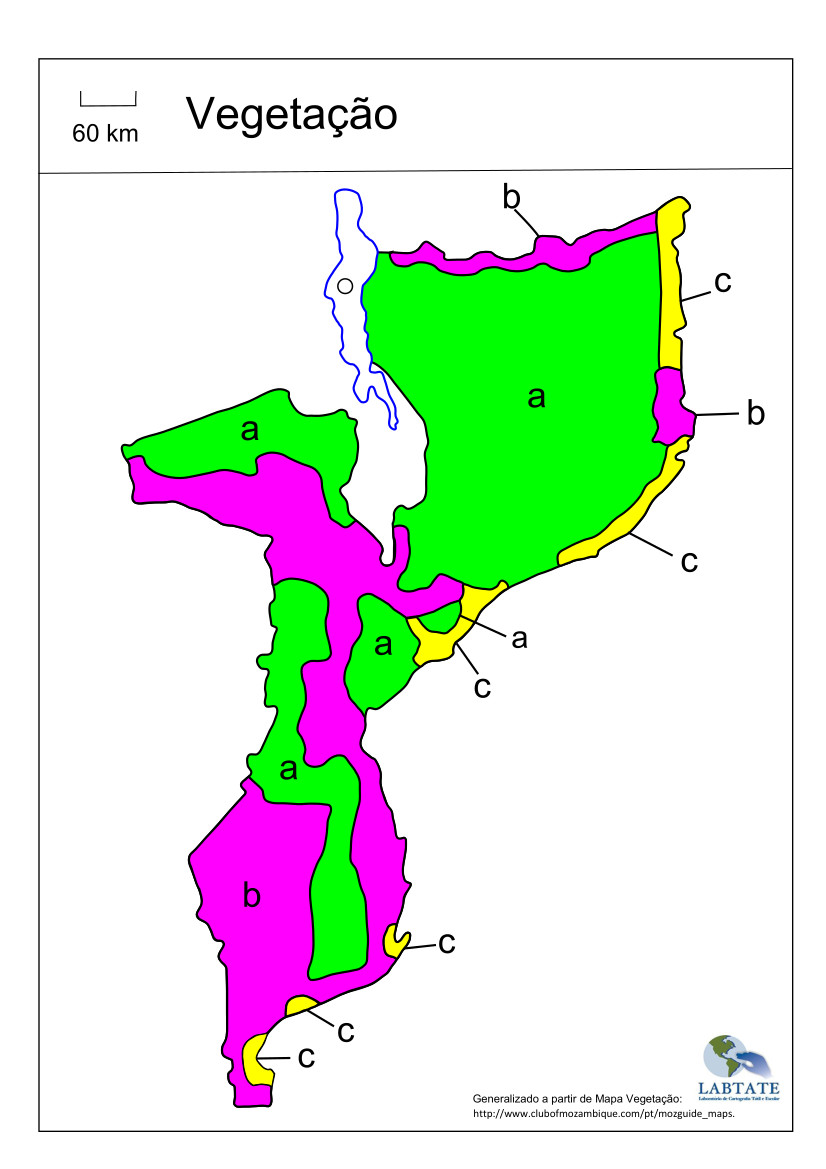 60 km
Vegetação
b
c
a
b
a
c
a
a
c
a
b
c
c
c
LABTATE
Laboratório de Cartografia Tátil e Escolar
Generalizado a partir de Mapa Vegetação:
http://www.clubofmozambique.com/pt/mozguide_maps.